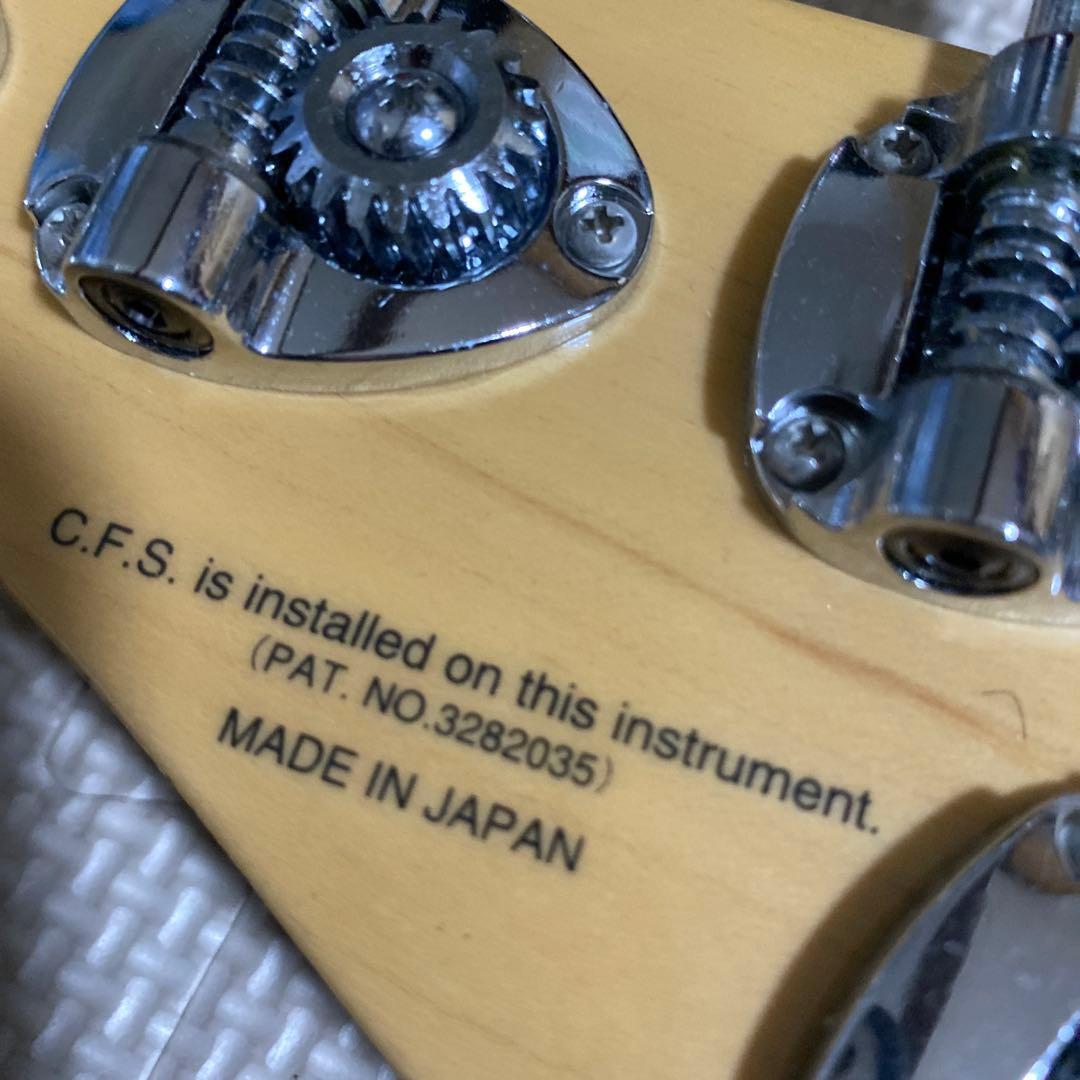 C.F.S. is installed on this instrument.
(PAT. NO.3282035)
MADE IN JAPAN